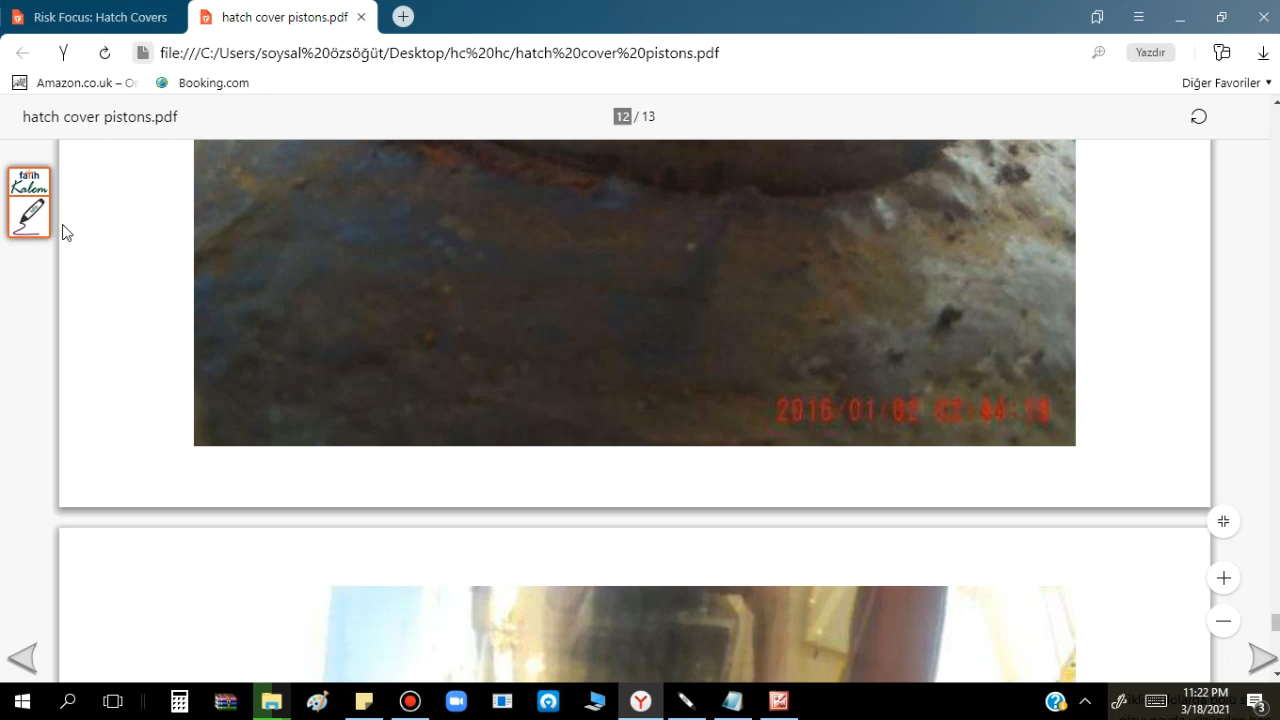 Risk Focus: Hatch Covers
hatch cover pistons.pdf
file:///C:/Users/soysal%20özsöğüt/Desktop/hc%20hc/hatch%20cover%20pistons.pdf
Yazdır
Amazon.co.uk – O
Booking.com
Diğer Favoriler
hatch cover pistons.pdf
12 / 13
fatih
Kalem
11:22 PM
3/18/2021
3